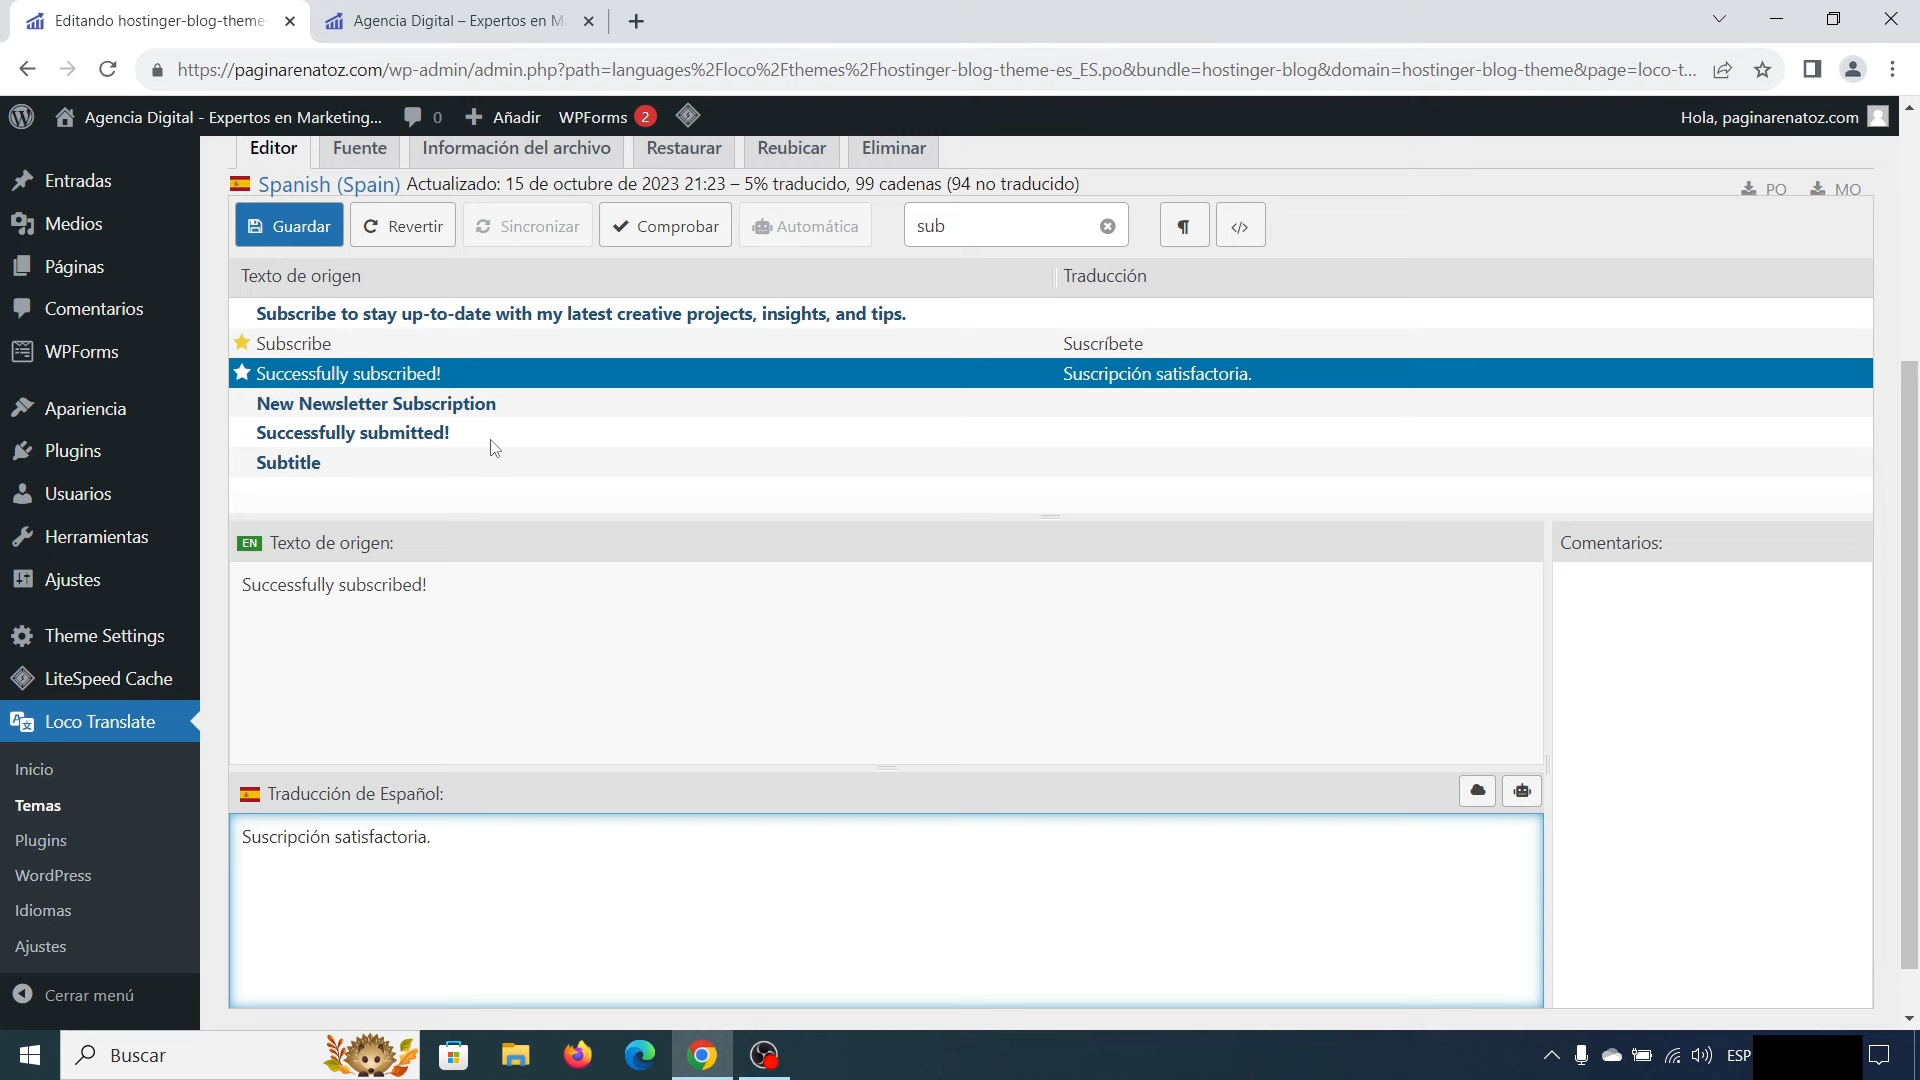 Editando hostinger-blog-theme-
Agencia Digital – Expertos en M
https://paginarenatoz.com/wp-admin/admin.php?path=languages%2Floco%2Fthemes%2Fhostinger-blog-theme-es_ES.po&bundle=hostinger-blog&domain=hostinger-blog-theme&page=loco-t...
Agencia Digital - Expertos en Marketing...
0
Añadir
WPForms 2
Hola, paginarenatoz.com
Entradas
Medios
Páginas
Comentarios
WPForms
Apariencia
Plugins
Usuarios
Herramientas
Ajustes
Theme Settings
LiteSpeed Cache
Loco Translate
Inicio
Temas
Plugins
WordPress
Idiomas
Ajustes
Cerrar menú
Editor
Fuente
Información del archivo
Restaurar
Reubicar
Eliminar
Spanish (Spain) Actualizado: 15 de octubre de 2023 21:23 – 5% traducido, 99 cadenas (94 no traducido)
PO
MO
Guardar
Revertir
Sincronizar
Comprobar
Automática
sub
¶
</>
Texto de origen
Traducción
Subscribe to stay up-to-date with my latest creative projects, insights, and tips.
Subscribe
Suscríbete
Successfully subscribed!
Suscripción satisfactoria.
New Newsletter Subscription
Successfully submitted!
Subtitle
EN Texto de origen:
Comentarios:
Successfully subscribed!
Traducción de Español:
Suscripción satisfactoria.
Buscar
ESP